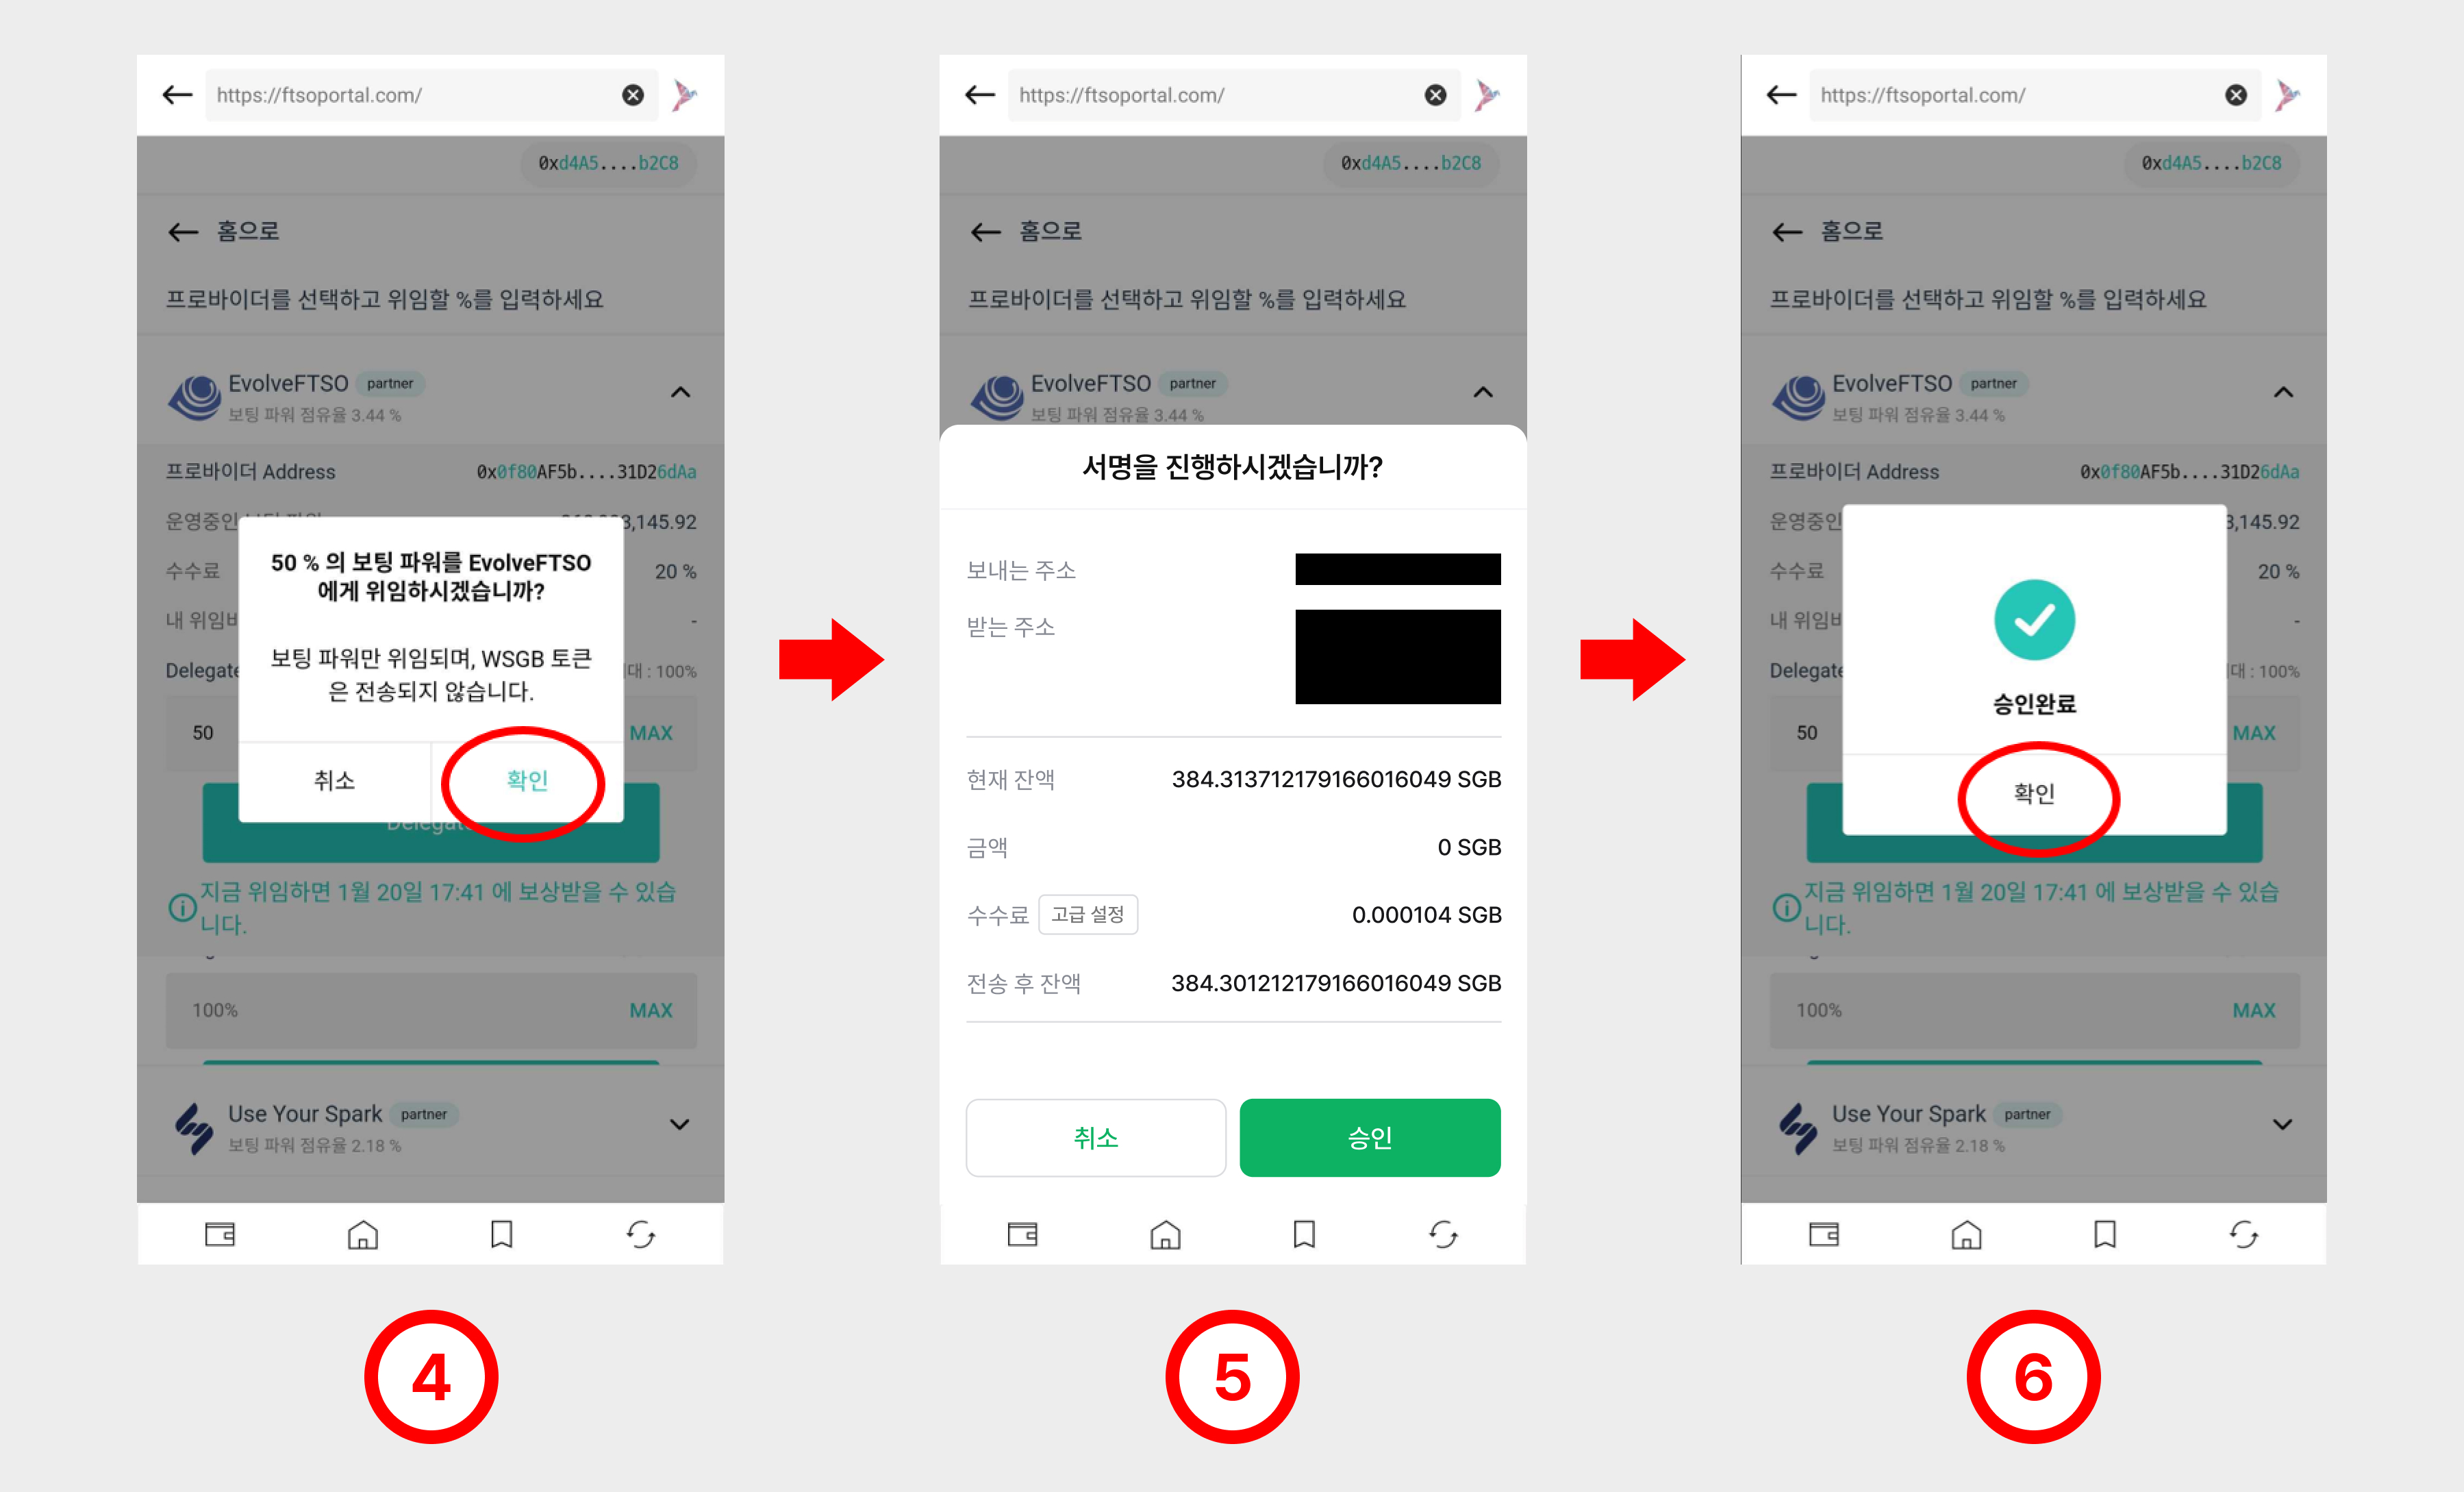 https://ftsoportal.com/
0xd4A5....b2C8
홈으로
프로바이더를 선택하고 위임할 %를 입력하세요
EvolveFTSO partner
보팅 파워 점유율 3.44 %
프로바이더 Address 0x0f80AF5b....31D26dAa
운영중인 3,145.92
50 % 의 보팅 파워를 EvolveFTSO
에게 위임하시겠습니까?
수수료 20 %
내 위임비 -
보팅 파워만 위임되며, WSGB 토큰
은 전송되지 않습니다.
Delegate 대 : 100%
50 MAX
취소 확인
Delegate
지금 위임하면 1월 20일 17:41 에 보상받을 수 있습
니다.
100% MAX
Use Your Spark partner
보팅 파워 점유율 2.18 %
4
https://ftsoportal.com/
0xd4A5....b2C8
홈으로
프로바이더를 선택하고 위임할 %를 입력하세요
EvolveFTSO partner
보팅 파워 점유율 3.44 %
서명을 진행하시겠습니까?
보내는 주소
받는 주소
현재 잔액 384.313712179166016049 SGB
금액 0 SGB
수수료 고급 설정 0.000104 SGB
전송 후 잔액 384.301212179166016049 SGB
취소 승인
5
https://ftsoportal.com/
0xd4A5....b2C8
홈으로
프로바이더를 선택하고 위임할 %를 입력하세요
EvolveFTSO partner
보팅 파워 점유율 3.44 %
프로바이더 Address 0x0f80AF5b....31D26dAa
운영중인 3,145.92
수수료 20 %
내 위임비 -
Delegate 대 : 100%
승인완료
50 MAX
확인
지금 위임하면 1월 20일 17:41 에 보상받을 수 있습
니다.
100% MAX
Use Your Spark partner
보팅 파워 점유율 2.18 %
6